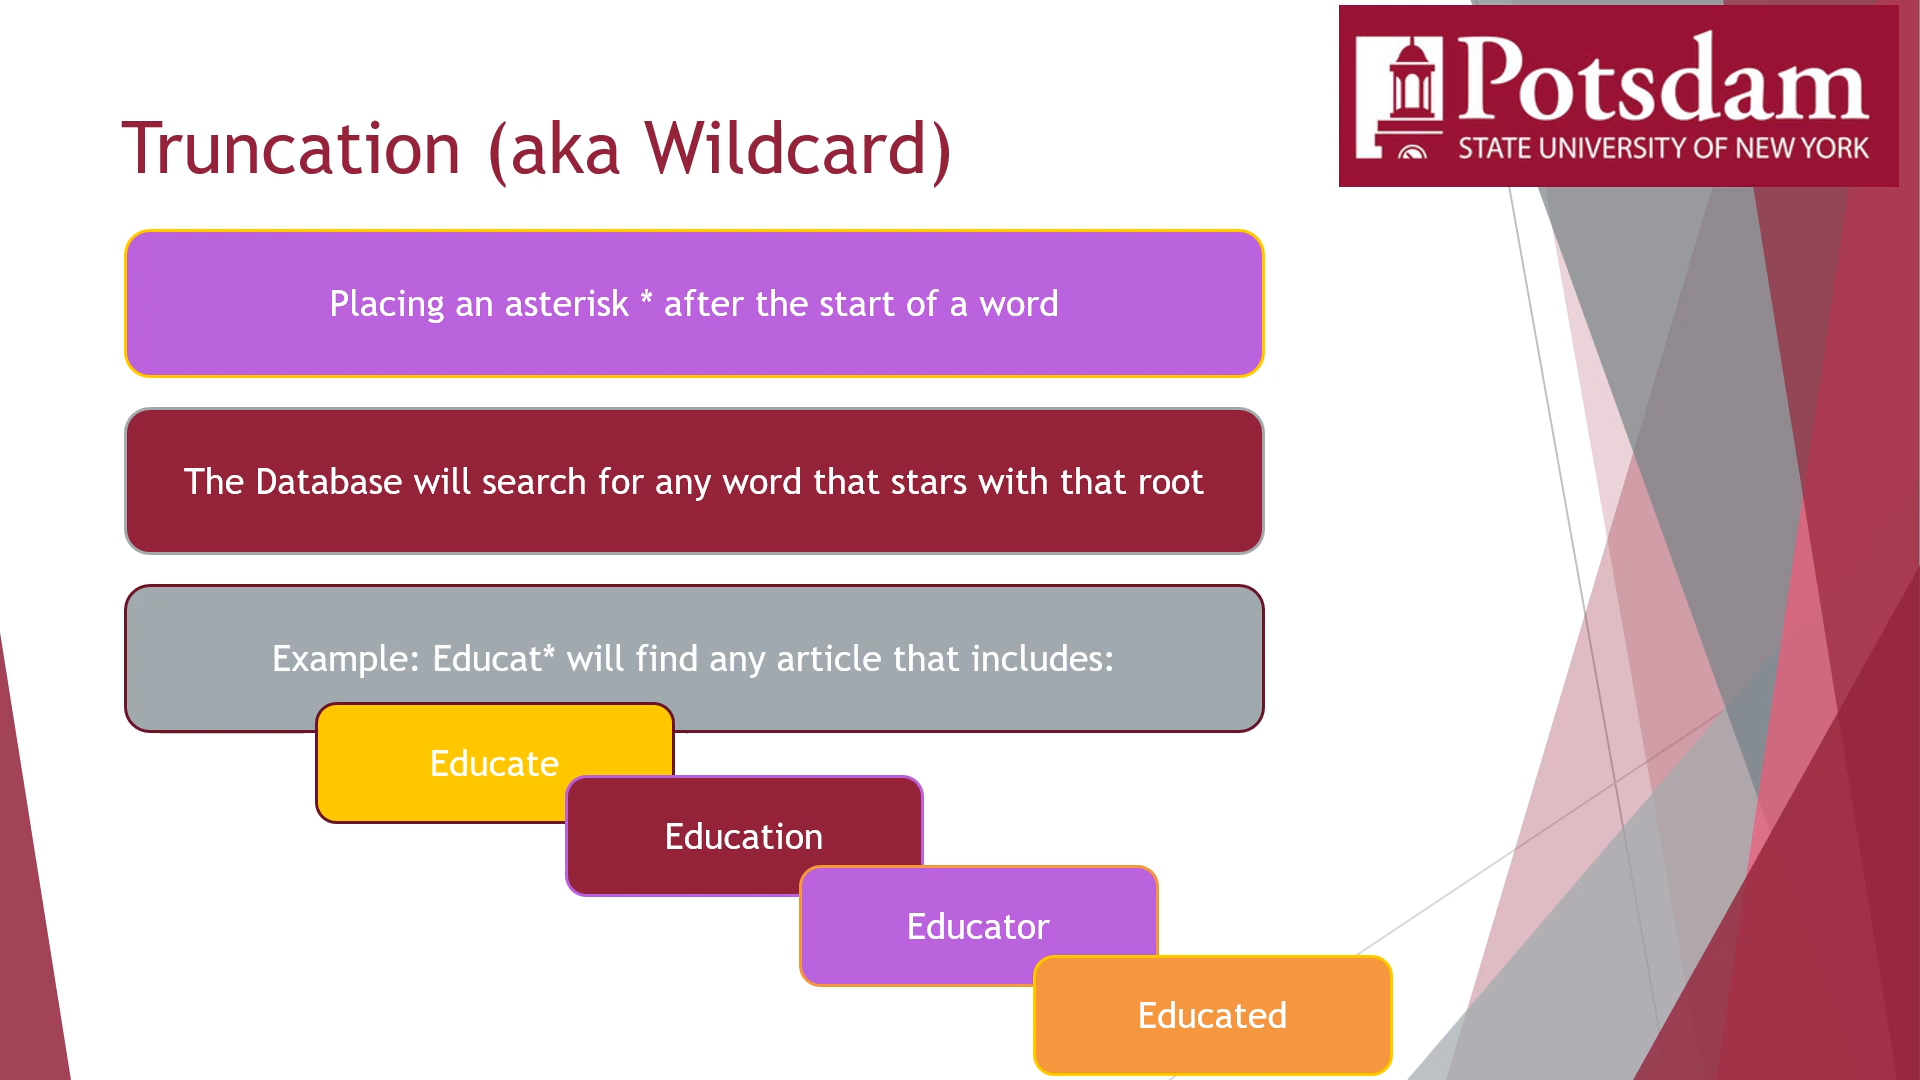 Potsdam
STATE UNIVERSITY OF NEW YORK
Truncation (aka Wildcard)
Placing an asterisk * after the start of a word
The Database will search for any word that stars with that root
Example: Educat* will find any article that includes:
Educate
Education
Educator
Educated